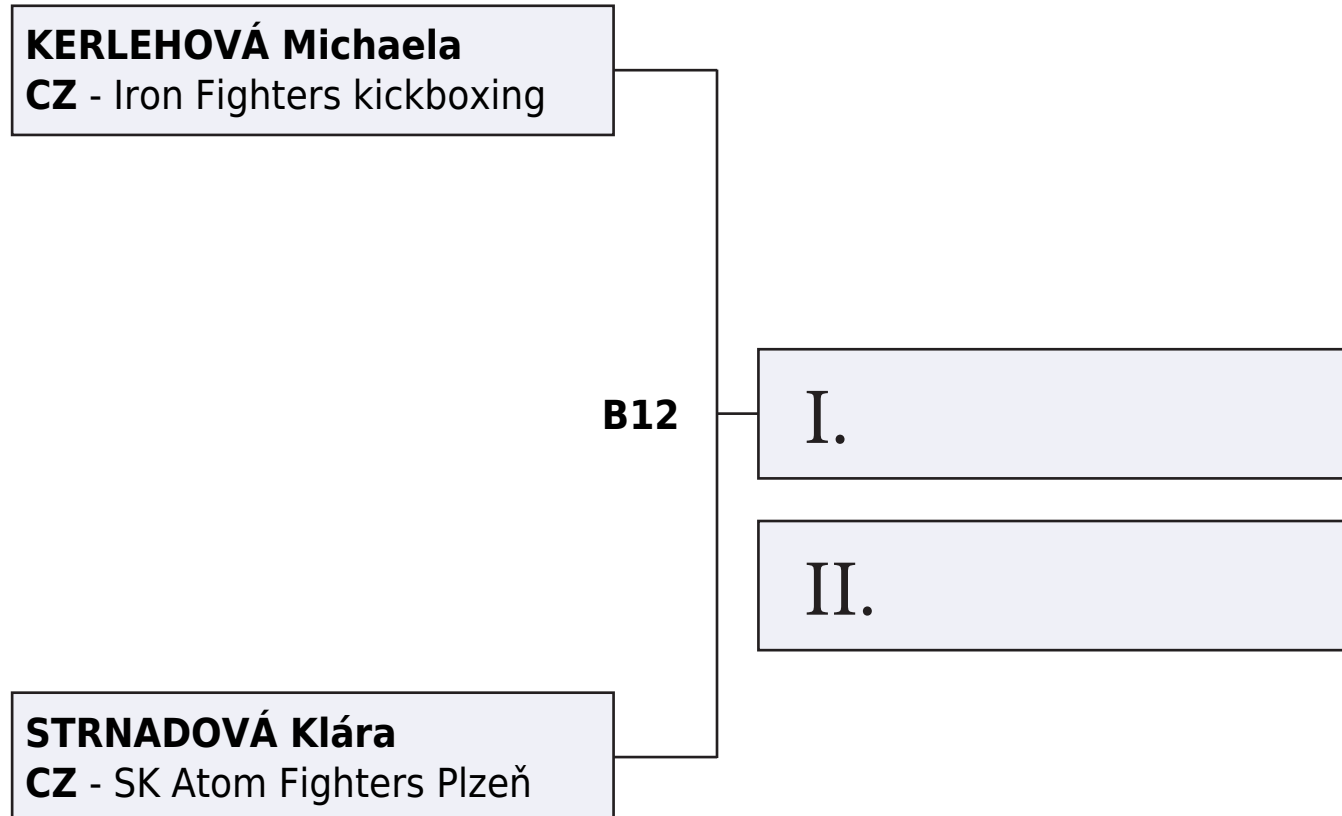 KERLEHOVÁ Michaela
CZ - Iron Fighters kickboxing
B12
I.
II.
STRNADOVÁ Klára
CZ - SK Atom Fighters Plzeň